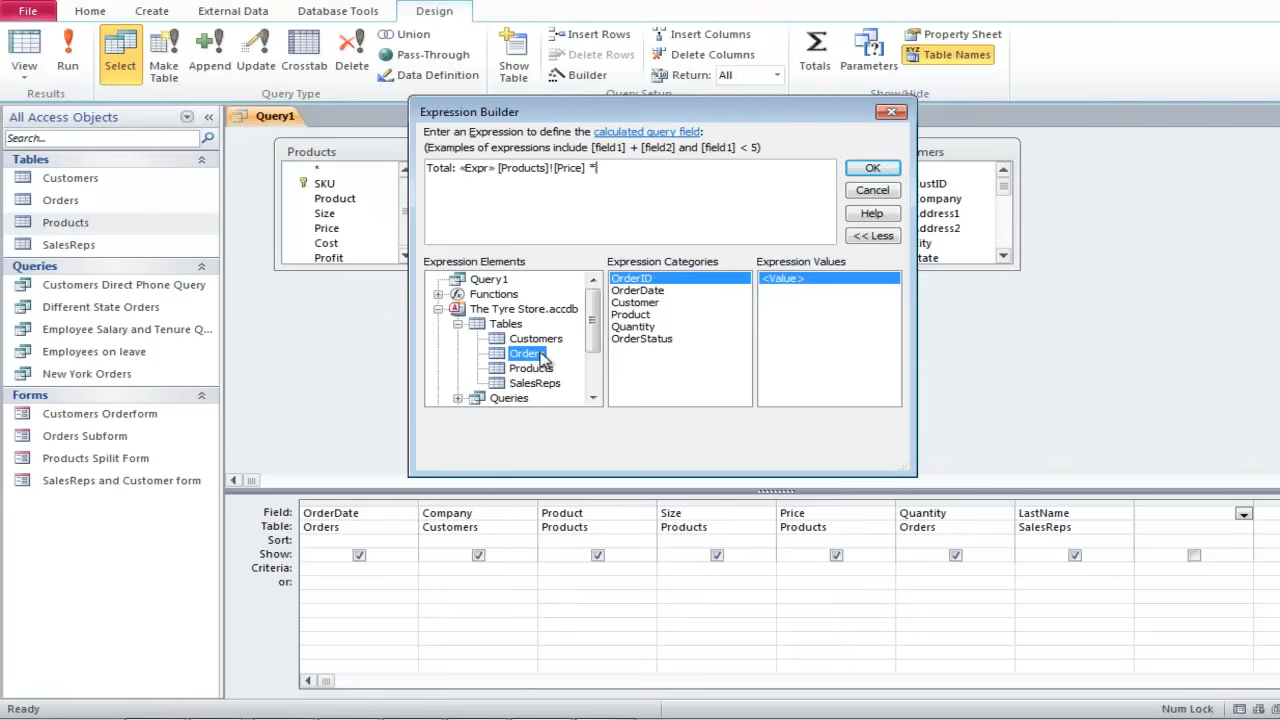 File Home Create External Data Database Tools Design
View
Run
Select
Make Table
Append
Update
Crosstab
Delete
Union
Pass-Through
Data Definition
Show Table
Insert Rows
Delete Rows
Builder
Insert Columns
Delete Columns
Return: All
Totals
Parameters
Property Sheet
Table Names
Results
Query Type
Query Setup
Show/Hide
All Access Objects
Search...
Tables
Customers
Orders
Products
SalesReps
Queries
Customers Direct Phone Query
Different State Orders
Employee Salary and Tenure Q...
Employees on leave
New York Orders
Forms
Customers Orderform
Orders Subform
Products Spilit Form
SalesReps and Customer form
Query1
Products
*
SKU
Product
Size
Price
Cost
Profit
Expression Builder
Enter an Expression to define the calculated query field:
(Examples of expressions include [field1] + [field2] and [field1] < 5)
Total: «Expr» [Products]![Price] *
OK
Cancel
Help
<< Less
Expression Elements
Query1
Functions
The Tyre Store.accdb
Tables
Customers
Orders
Products
SalesReps
Queries
Expression Categories
OrderID
OrderDate
Customer
Product
Quantity
OrderStatus
Expression Values
<Value>
Address1
Address2
Field: OrderDate Company Product Size Price Quantity LastName
Table: Orders Customers Products Products Products Orders SalesReps
Sort:
Show:
Criteria:
or:
Ready
Num Lock